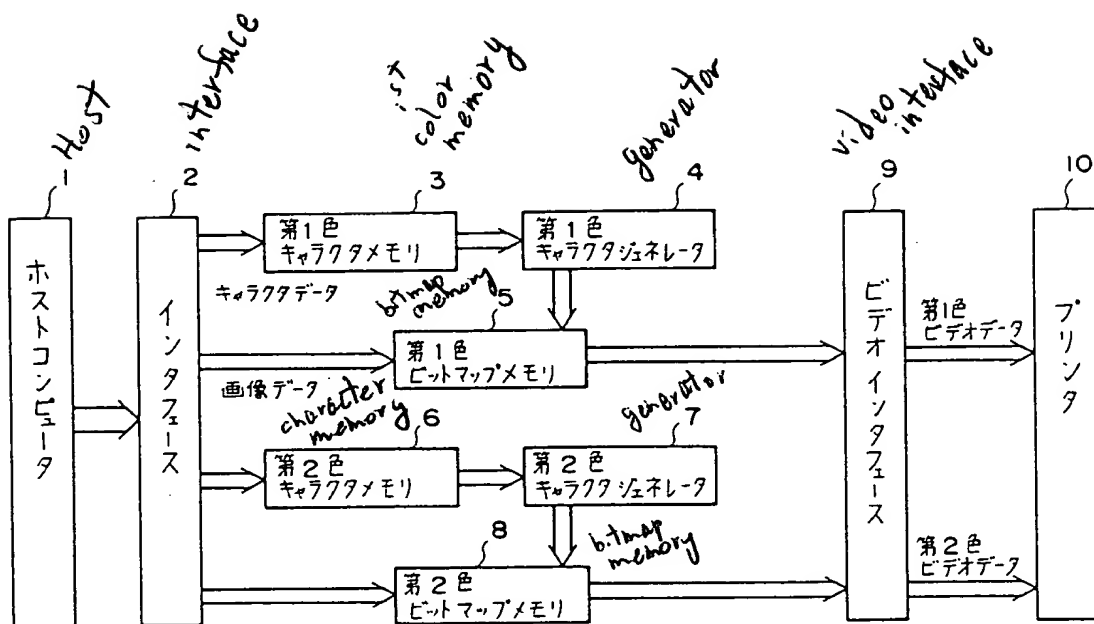 Host
interface
1st
color
memory
generator
video
interface
1
2
3
4
9
10
ホストコンピュータ
インタフェース
第1色
キャラクタメモリ
第1色
キャラクタジェネレータ
ビデオインタフェース
プリンタ
キャラクタデータ
bitmap
memory
5
第1色
ビットマップメモリ
第1色
ビデオデータ
画像データ
character
memory
6
generator
7
第2色
キャラクタメモリ
第2色
キャラクタジェネレータ
bitmap
memory
8
第2色
ビットマップメモリ
第2色
ビデオデータ